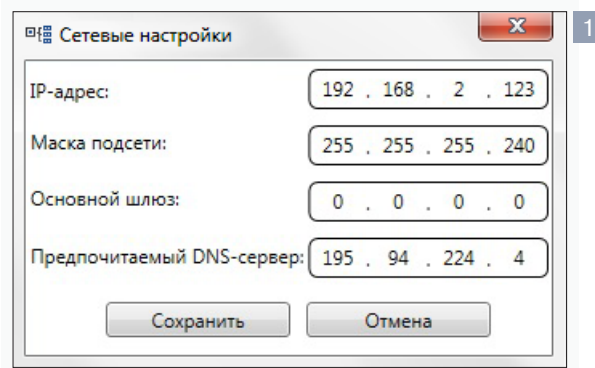 Сетевые настройки
1
IP-адрес: 192 . 168 . 2 . 123
Маска подсети: 255 . 255 . 255 . 240
Основной шлюз: 0 . 0 . 0 . 0
Предпочитаемый DNS-сервер: 195 . 94 . 224 . 4
Сохранить Отмена